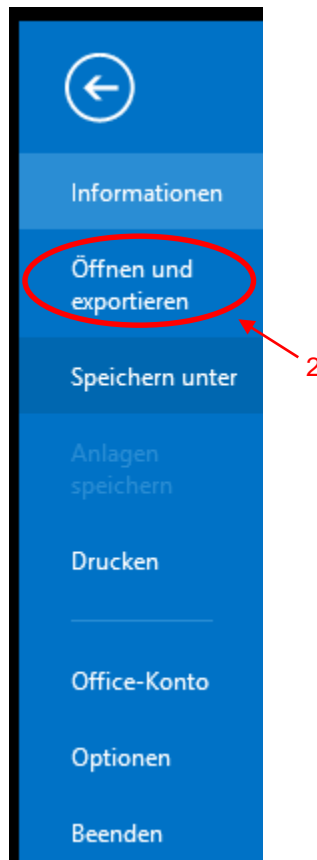 Informationen
Öffnen und
exportieren
2
Speichern unter
Anlagen
speichern
Drucken
Office-Konto
Optionen
Beenden